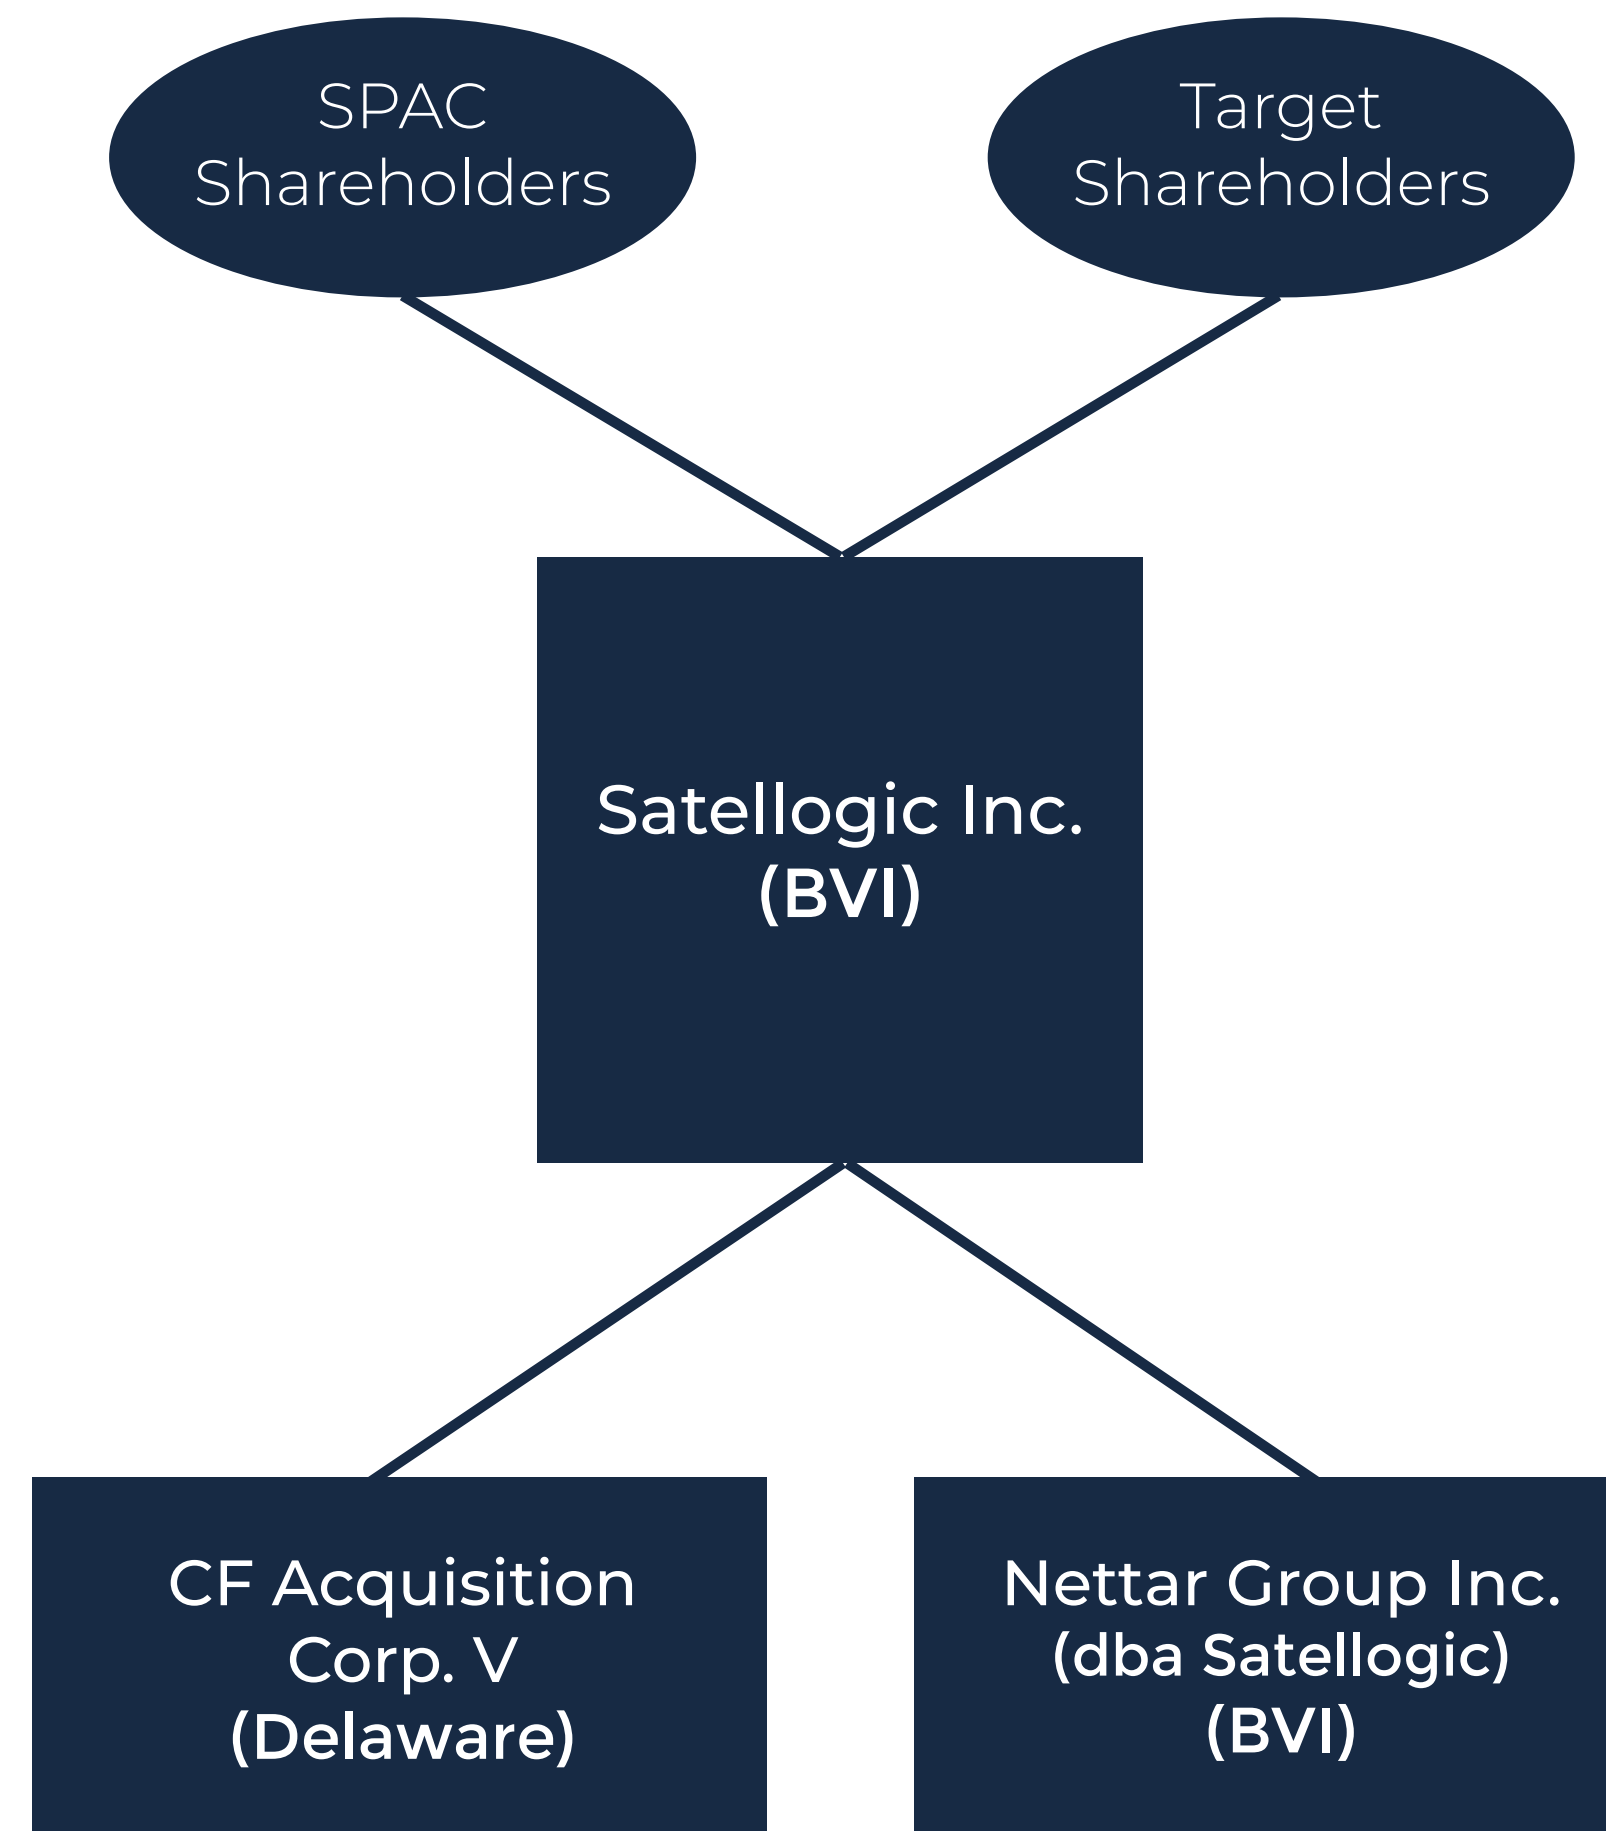 SPAC
Shareholders
Target
Shareholders
Satellogic Inc.
(BVI)
CF Acquisition
Corp. V
(Delaware)
Nettar Group Inc.
(dba Satellogic)
(BVI)